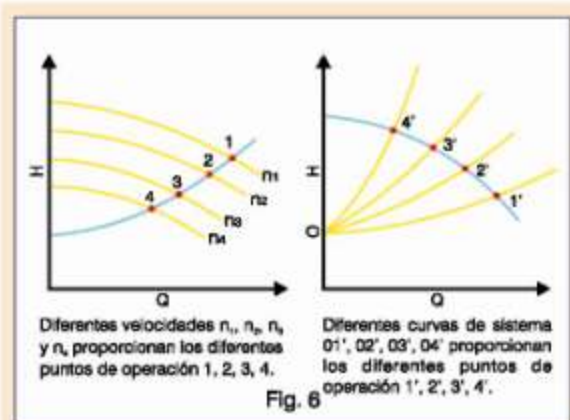 H
1
2
3
4
n₁
n₂
n₃
n₄
Q
Diferentes velocidades n₁, n₂, n₃
y n₄ proporcionan los diferentes
puntos de operación 1, 2, 3, 4.
H
O
4'
3'
2'
1'
Q
Diferentes curvas de sistema
01', 02', 03', 04' proporcionan
los diferentes puntos de
operación 1', 2', 3', 4'.
Fig. 6